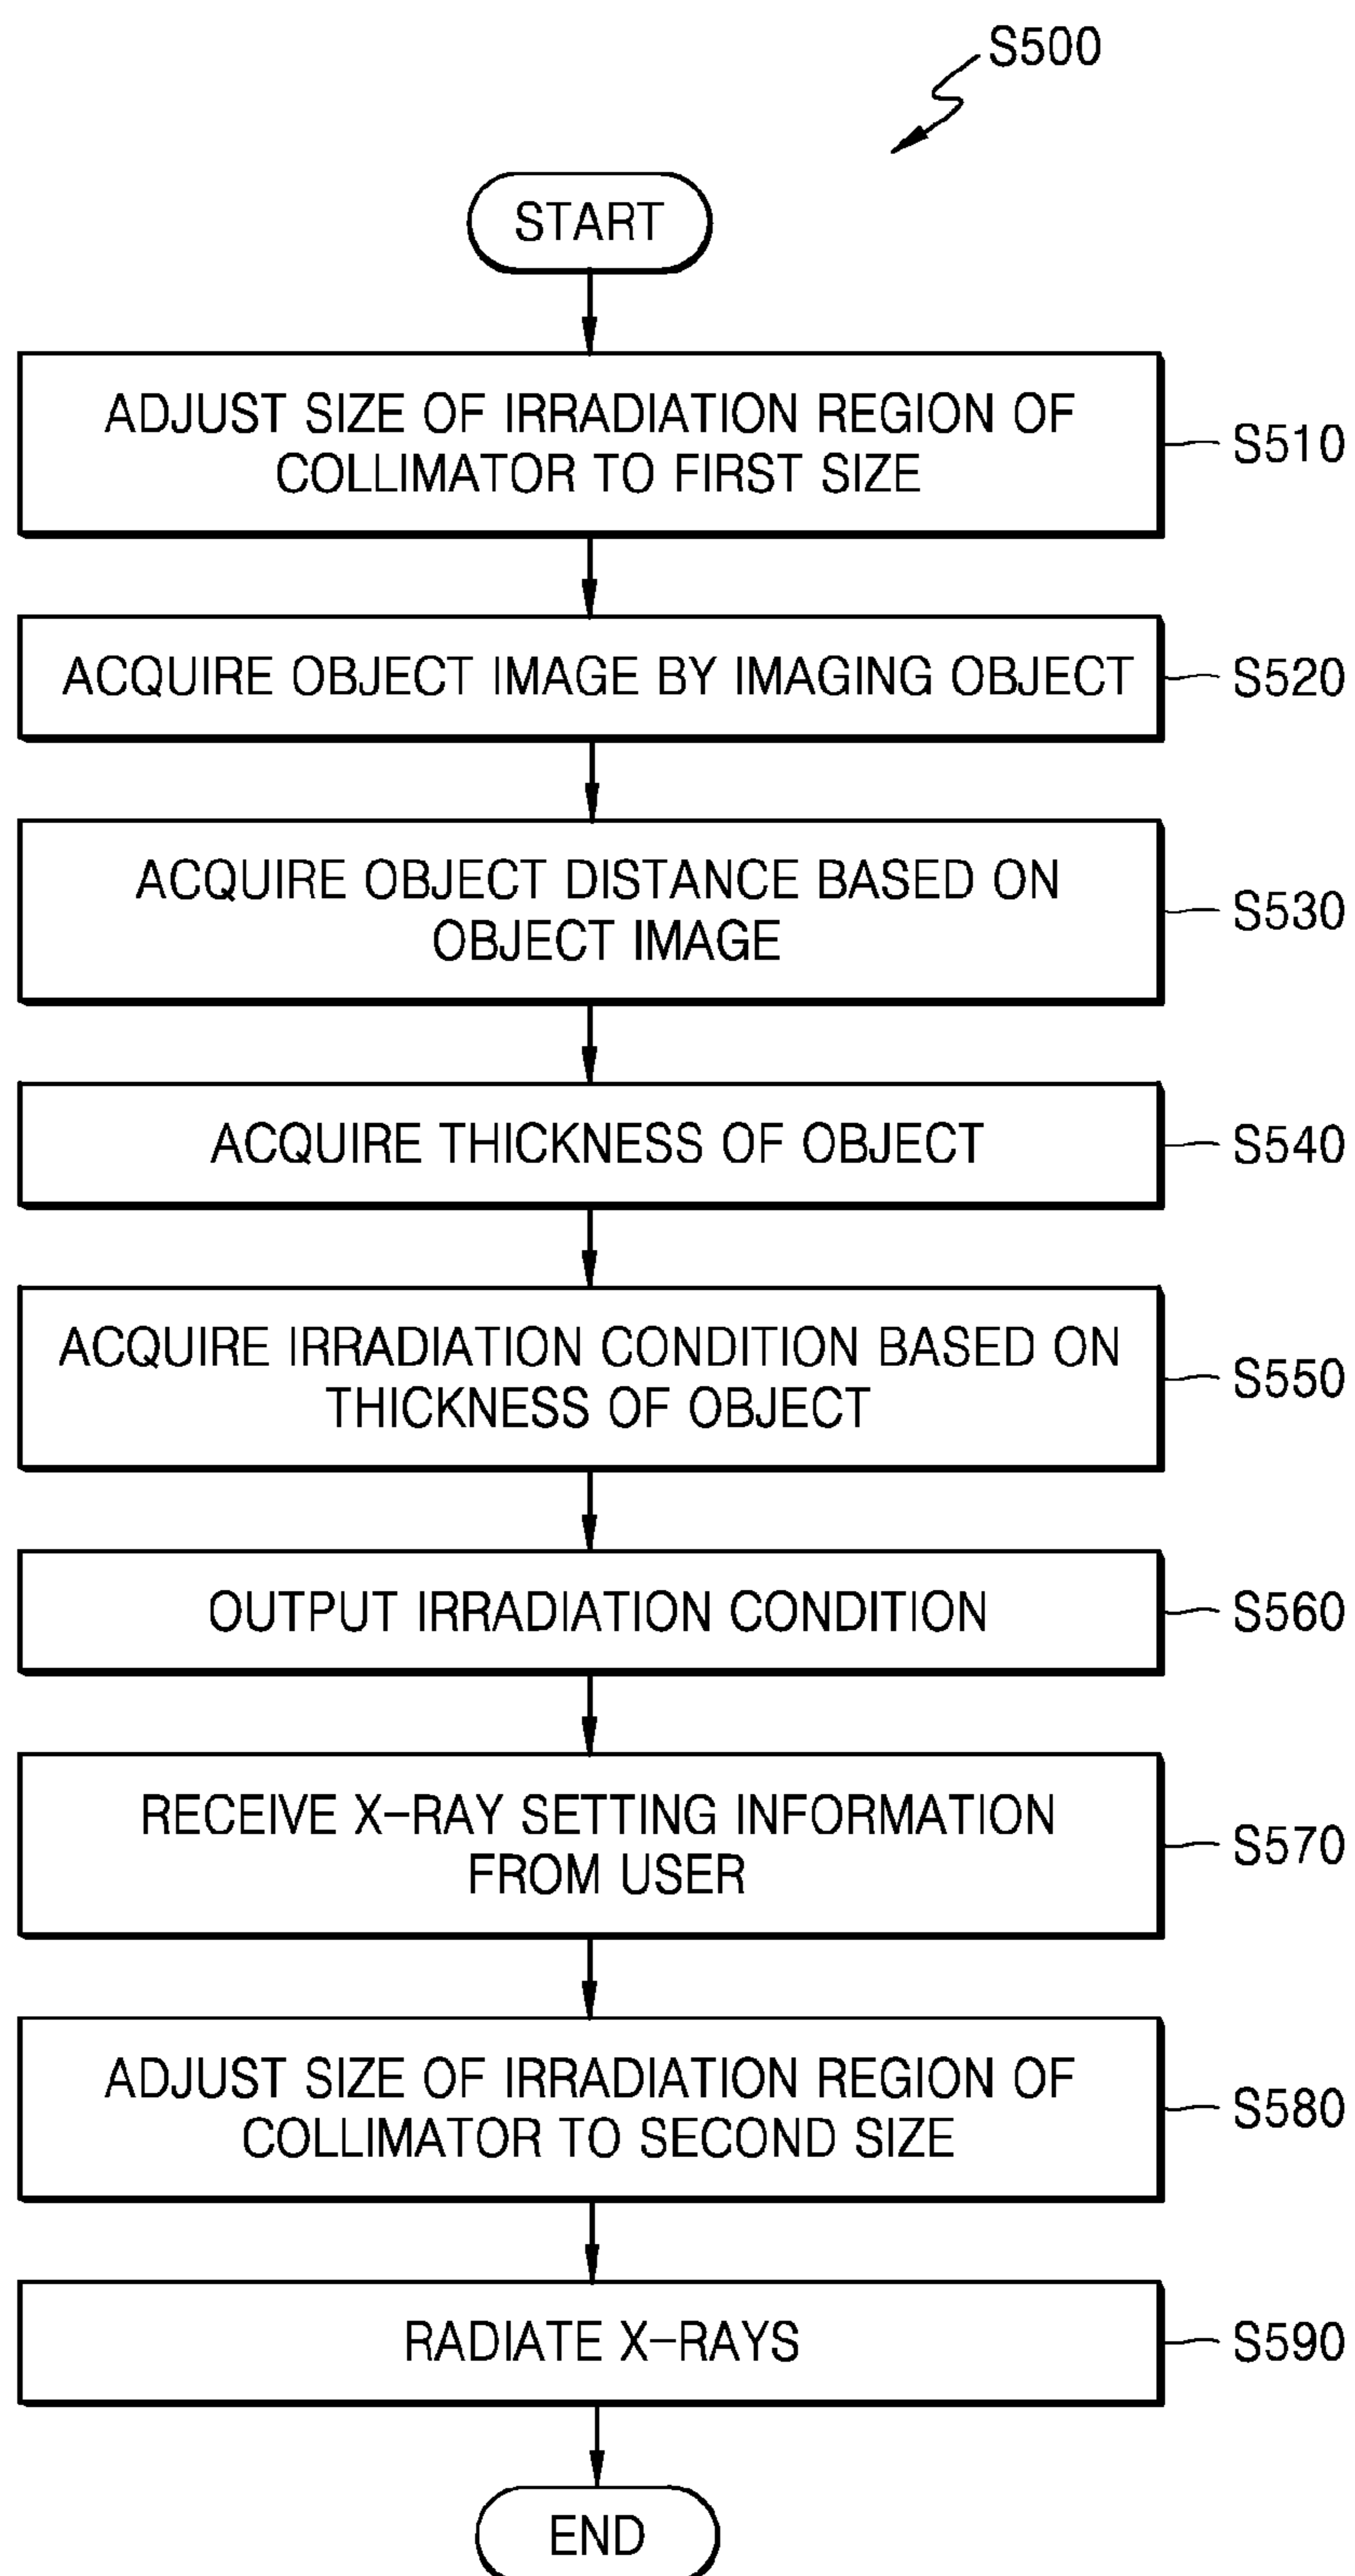 S500
START
ADJUST SIZE OF IRRADIATION REGION OF
COLLIMATOR TO FIRST SIZE
S510
ACQUIRE OBJECT IMAGE BY IMAGING OBJECT
S520
ACQUIRE OBJECT DISTANCE BASED ON
OBJECT IMAGE
S530
ACQUIRE THICKNESS OF OBJECT
S540
ACQUIRE IRRADIATION CONDITION BASED ON
THICKNESS OF OBJECT
S550
OUTPUT IRRADIATION CONDITION
S560
RECEIVE X-RAY SETTING INFORMATION
FROM USER
S570
ADJUST SIZE OF IRRADIATION REGION OF
COLLIMATOR TO SECOND SIZE
S580
RADIATE X-RAYS
S590
END